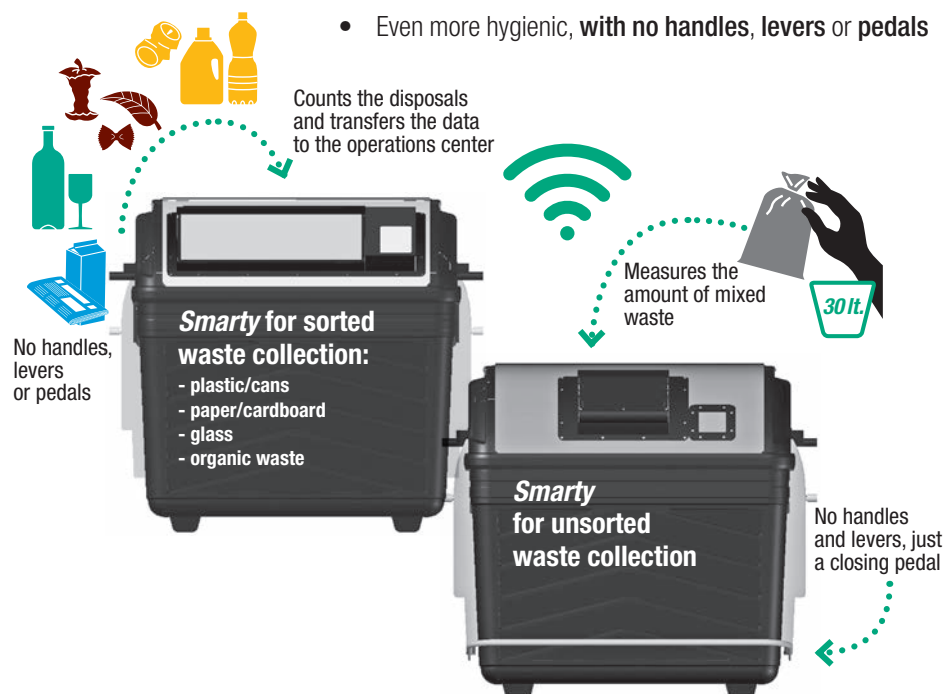 • Even more hygienic, with no handles, levers or pedals
Counts the disposals
and transfers the data
to the operations center
Measures the
amount of mixed
waste
30 lt.
No handles,
levers
or pedals
Smarty for sorted
waste collection:
- plastic/cans
- paper/cardboard
- glass
- organic waste
Smarty
for unsorted
waste collection
No handles
and levers, just
a closing pedal